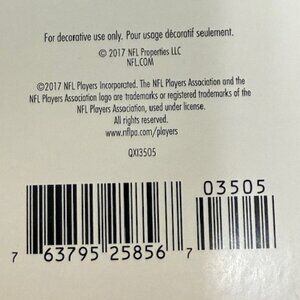 For decorative use only. Pour usage décoratif seulement.
© 2017 NFL Properties LLC
NFL.COM
©2017 NFL Players Incorporated. The NFL Players Association and the
NFL Players Association logo are trademarks or registered trademarks of the
NFL Players Association, used under license.
All rights reserved.
www.nflpa.com/players
QXI3505
03505
7 63795 25856 7